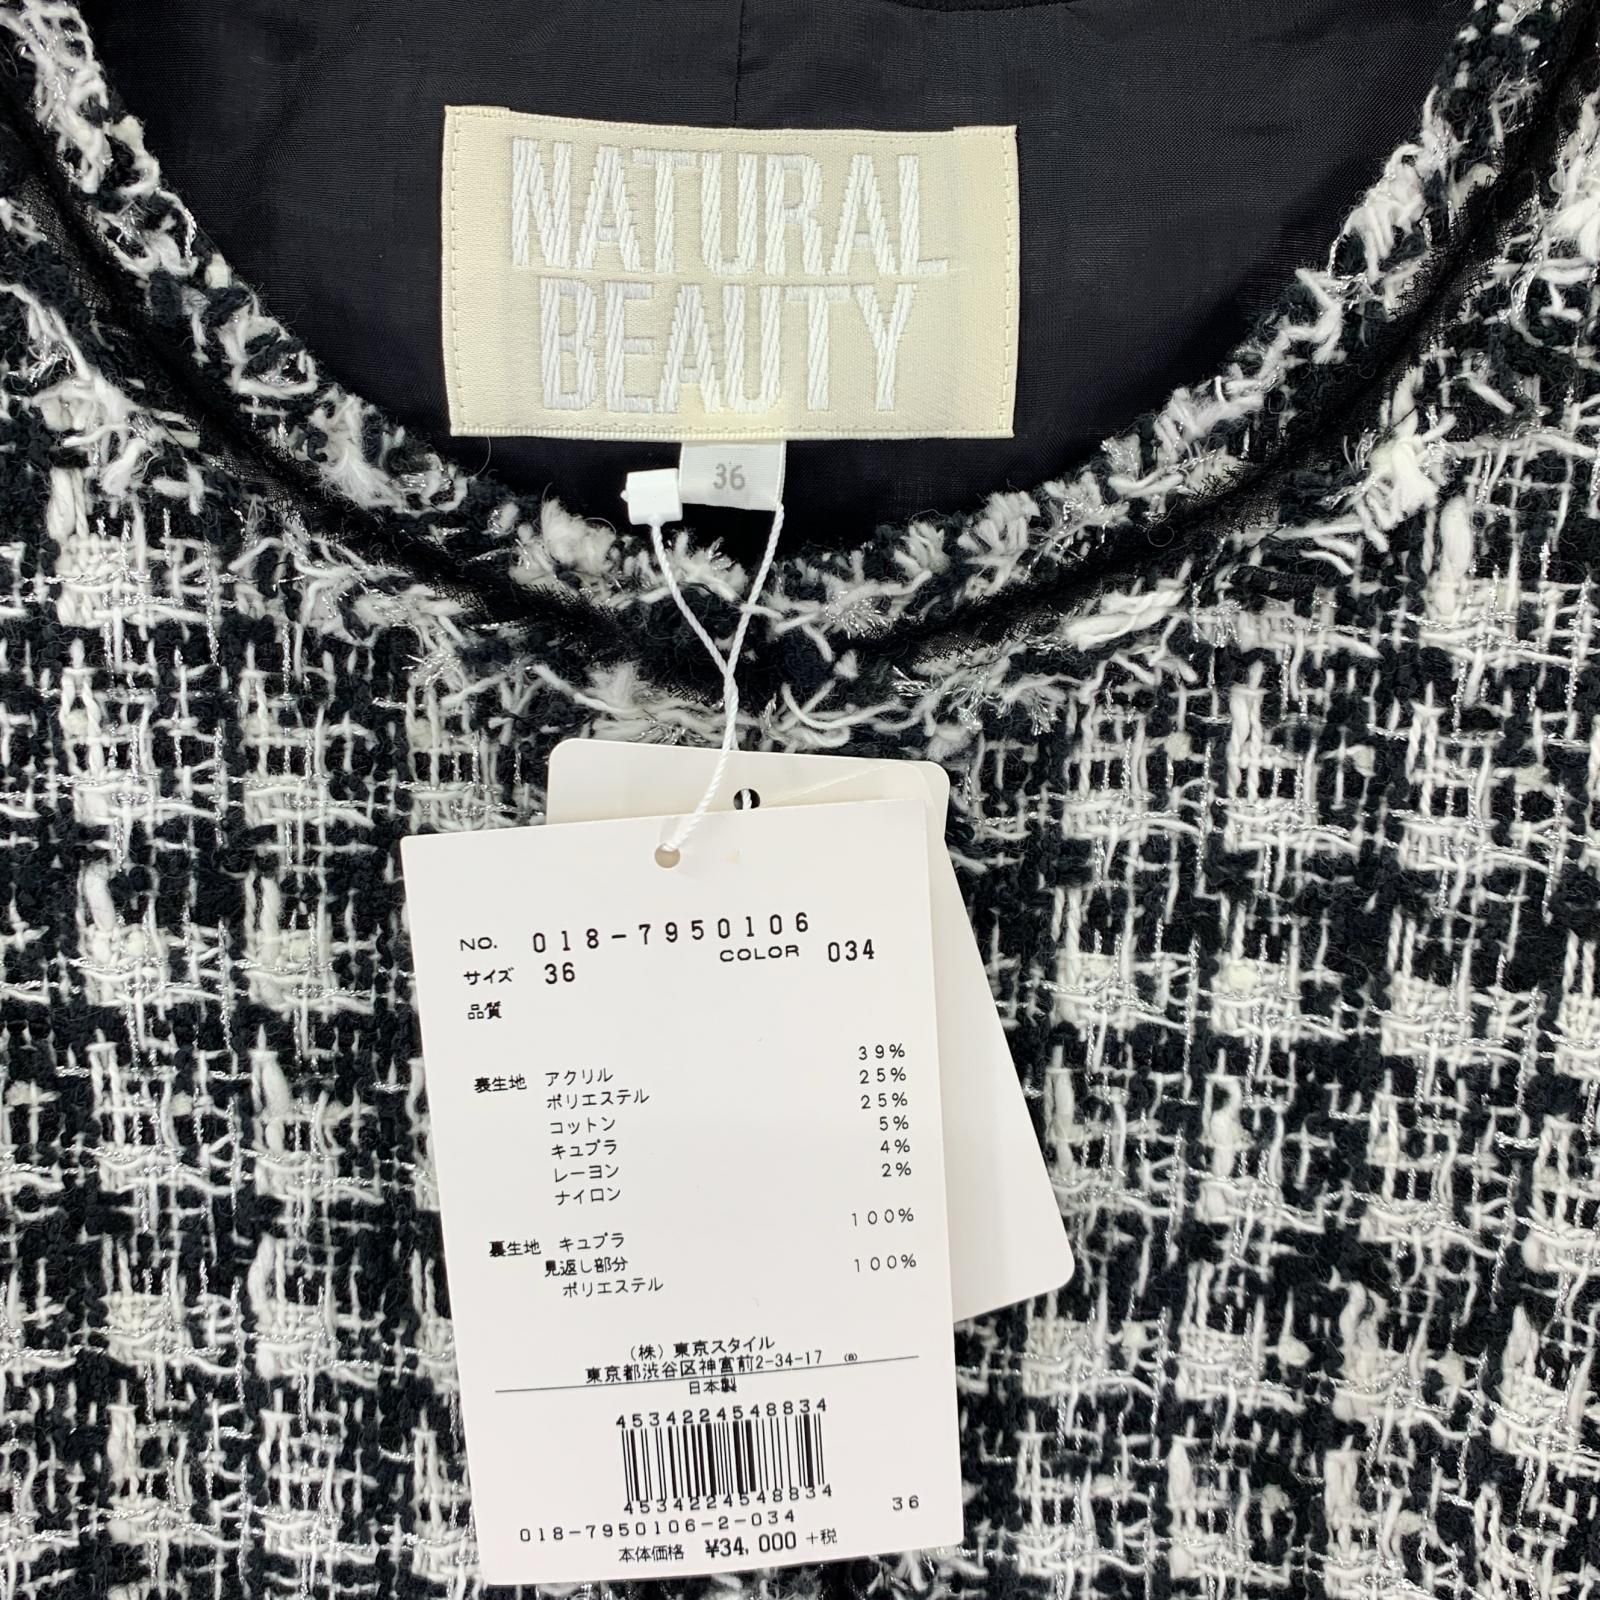 NATURAL
BEAUTY
36
NO. 018-7950106
サイズ 36 COLOR 034
品質
表生地 アクリル 39%
ポリエステル 25%
コットン 25%
キュプラ 5%
レーヨン 4%
ナイロン 2%
裏生地 キュプラ 100%
見返し部分
ポリエステル 100%
(株)東京スタイル
東京都渋谷区神宮前2-34-17 (8)
日本製
4534224548834
4534224548834
018-7950106-2-034 36
本体価格 ¥34,000 +税